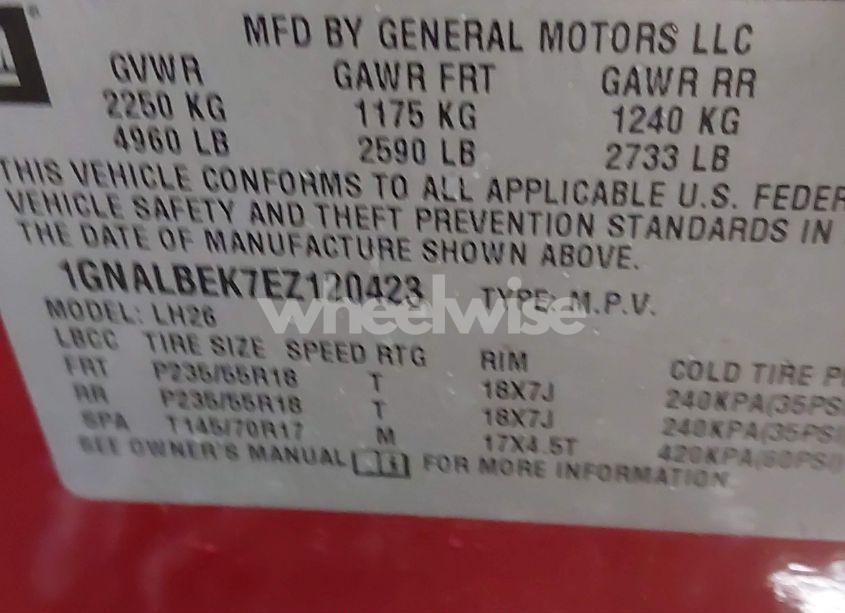 MFD BY GENERAL MOTORS LLC
GVWR GAWR FRT GAWR RR
2250 KG 1175 KG 1240 KG
4960 LB 2590 LB 2733 LB
THIS VEHICLE CONFORMS TO ALL APPLICABLE U.S. FEDER
VEHICLE SAFETY AND THEFT PREVENTION STANDARDS IN
THE DATE OF MANUFACTURE SHOWN ABOVE.
1GNALBEK7EZ120423 TYPE: M.P.V.
wheelwise
MODEL: LH26
LBCC TIRE SIZE SPEED RTG RIM COLD TIRE P
FRT P235/55R18 T 18X7J 240KPA(35PSI
RR P235/55R18 T 18X7J 240KPA(35PSI
SPA T145/70R17 M 17X4.5T 420KPA(60PSI)
SEE OWNER'S MANUAL FOR MORE INFORMATION.